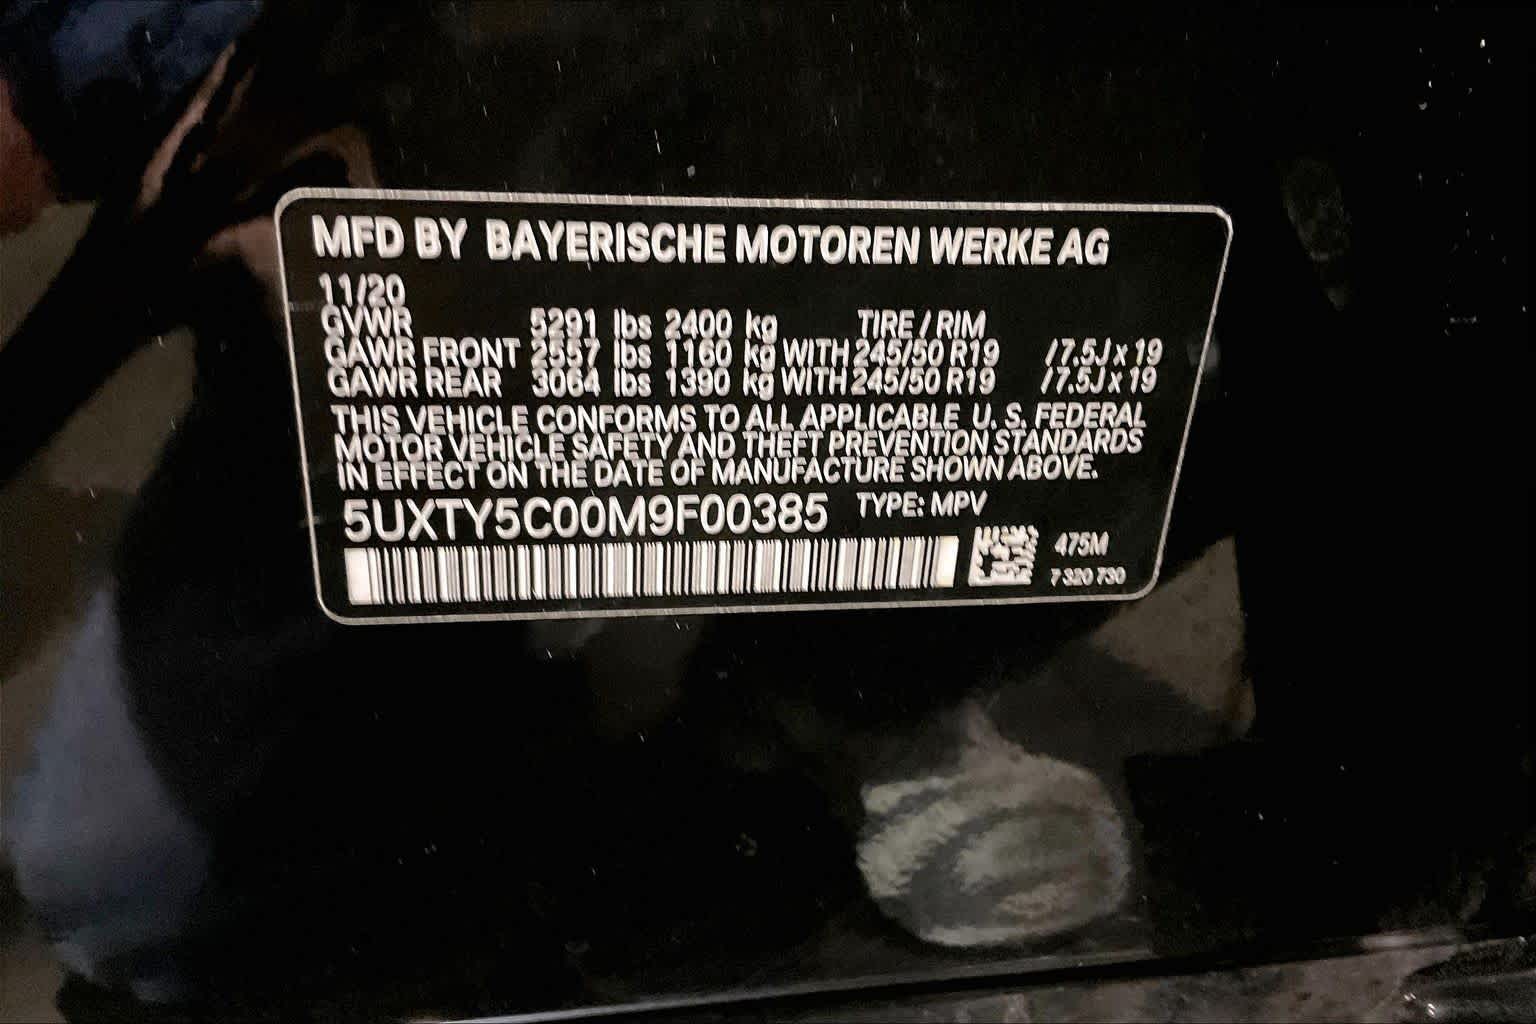 MFD BY BAYERISCHE MOTOREN WERKE AG
11/20
GVWR 5291 lbs 2400 kg TIRE / RIM
GAWR FRONT 2557 lbs 1160 kg WITH 245/50 R19 /7.5J x 19
GAWR REAR 3064 lbs 1390 kg WITH 245/50 R19 /7.5J x 19
THIS VEHICLE CONFORMS TO ALL APPLICABLE U. S. FEDERAL
MOTOR VEHICLE SAFETY AND THEFT PREVENTION STANDARDS
IN EFFECT ON THE DATE OF MANUFACTURE SHOWN ABOVE.
5UXTY5C00M9F00385 TYPE: MPV
475M
7 320 730